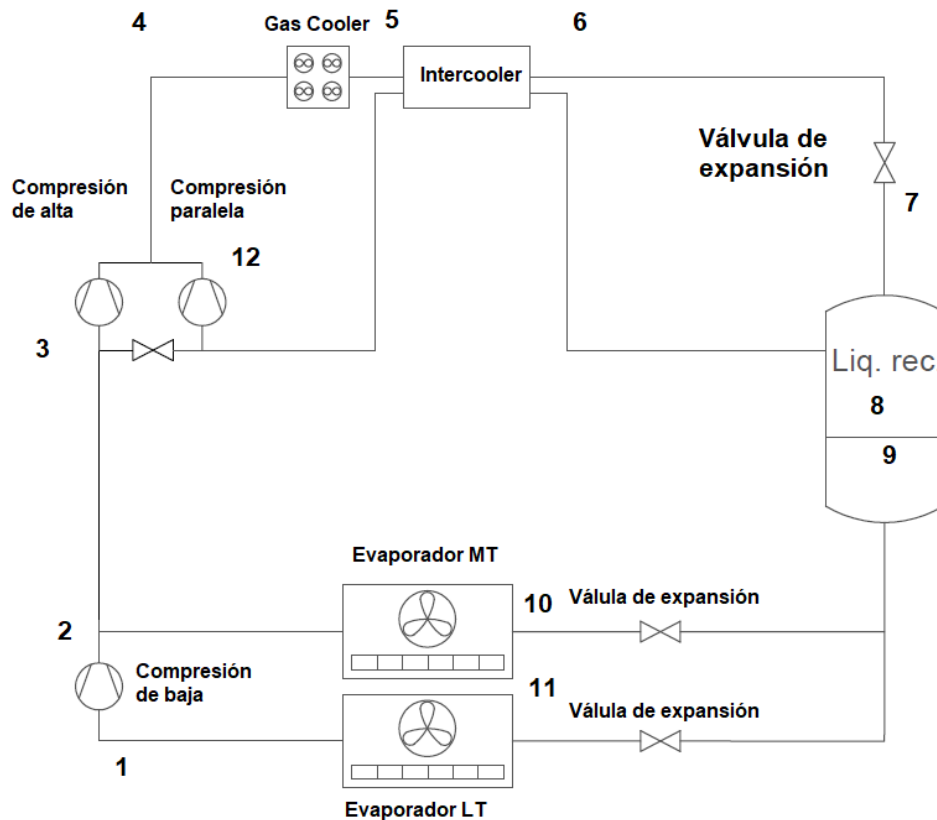 4
Gas Cooler
5
6
Intercooler
Válvula de
expansión
Compresión
de alta
Compresión
paralela
7
12
3
Liq. rec
8
9
Evaporador MT
10
Válula de expansión
2
Compresión
de baja
11
Válula de expansión
1
Evaporador LT